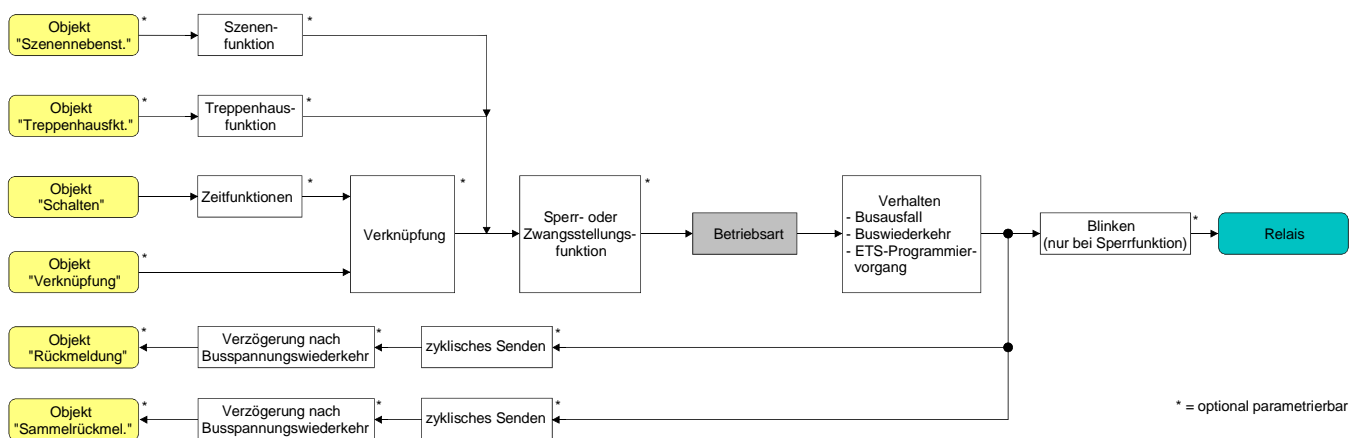 Objekt
"Szenennebenst."
*
Szenen-
funktion
*
Objekt
"Treppenhausfkt."
*
Treppenhaus-
funktion
*
Objekt
"Schalten"
Zeitfunktionen
*
Verknüpfung
*
Sperr- oder
Zwangsstellungs-
funktion
*
Betriebsart
Verhalten
- Busausfall
- Buswiederkehr
- ETS-Programmier-
vorgang
Blinken
(nur bei Sperrfunktion)
*
Relais
Objekt
"Verknüpfung"
*
Objekt
"Rückmeldung"
*
Verzögerung nach
Busspannungswiederkehr
*
zyklisches Senden
*
Objekt
"Sammelrückmel."
*
Verzögerung nach
Busspannungswiederkehr
*
zyklisches Senden
*
* = optional parametrierbar